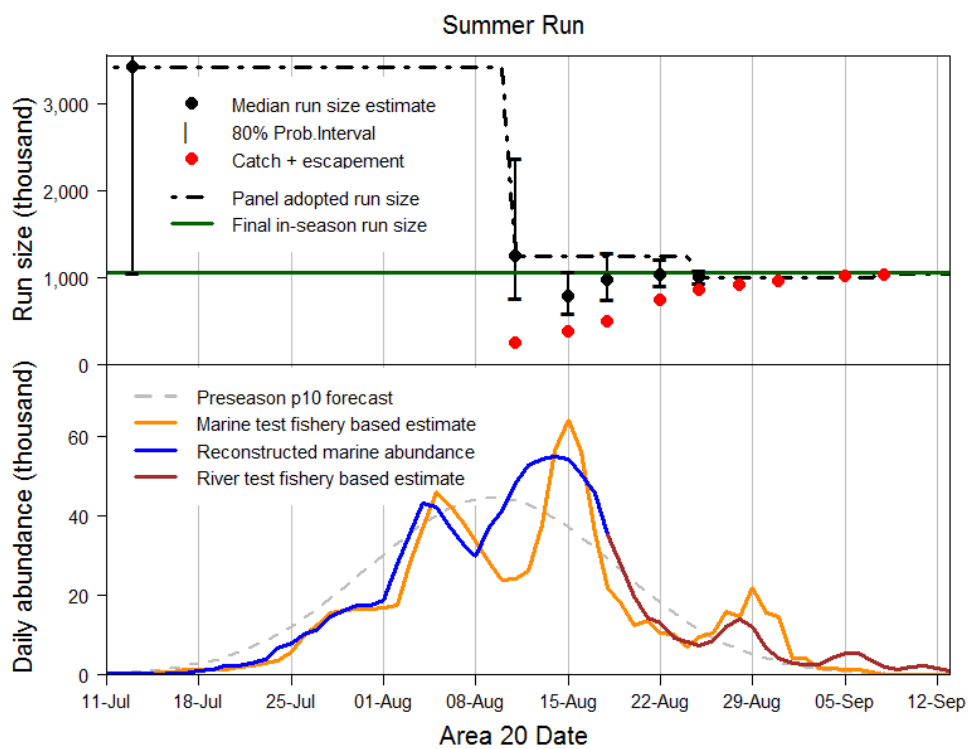 Summer Run
Run size (thousand)
3,000
2,000
1,000
0
Median run size estimate
80% Prob.Interval
Catch + escapement
Panel adopted run size
Final in-season run size
Daily abundance (thousand)
60
40
20
0
Preseason p10 forecast
Marine test fishery based estimate
Reconstructed marine abundance
River test fishery based estimate
11-Jul 18-Jul 25-Jul 01-Aug 08-Aug 15-Aug 22-Aug 29-Aug 05-Sep 12-Sep
Area 20 Date